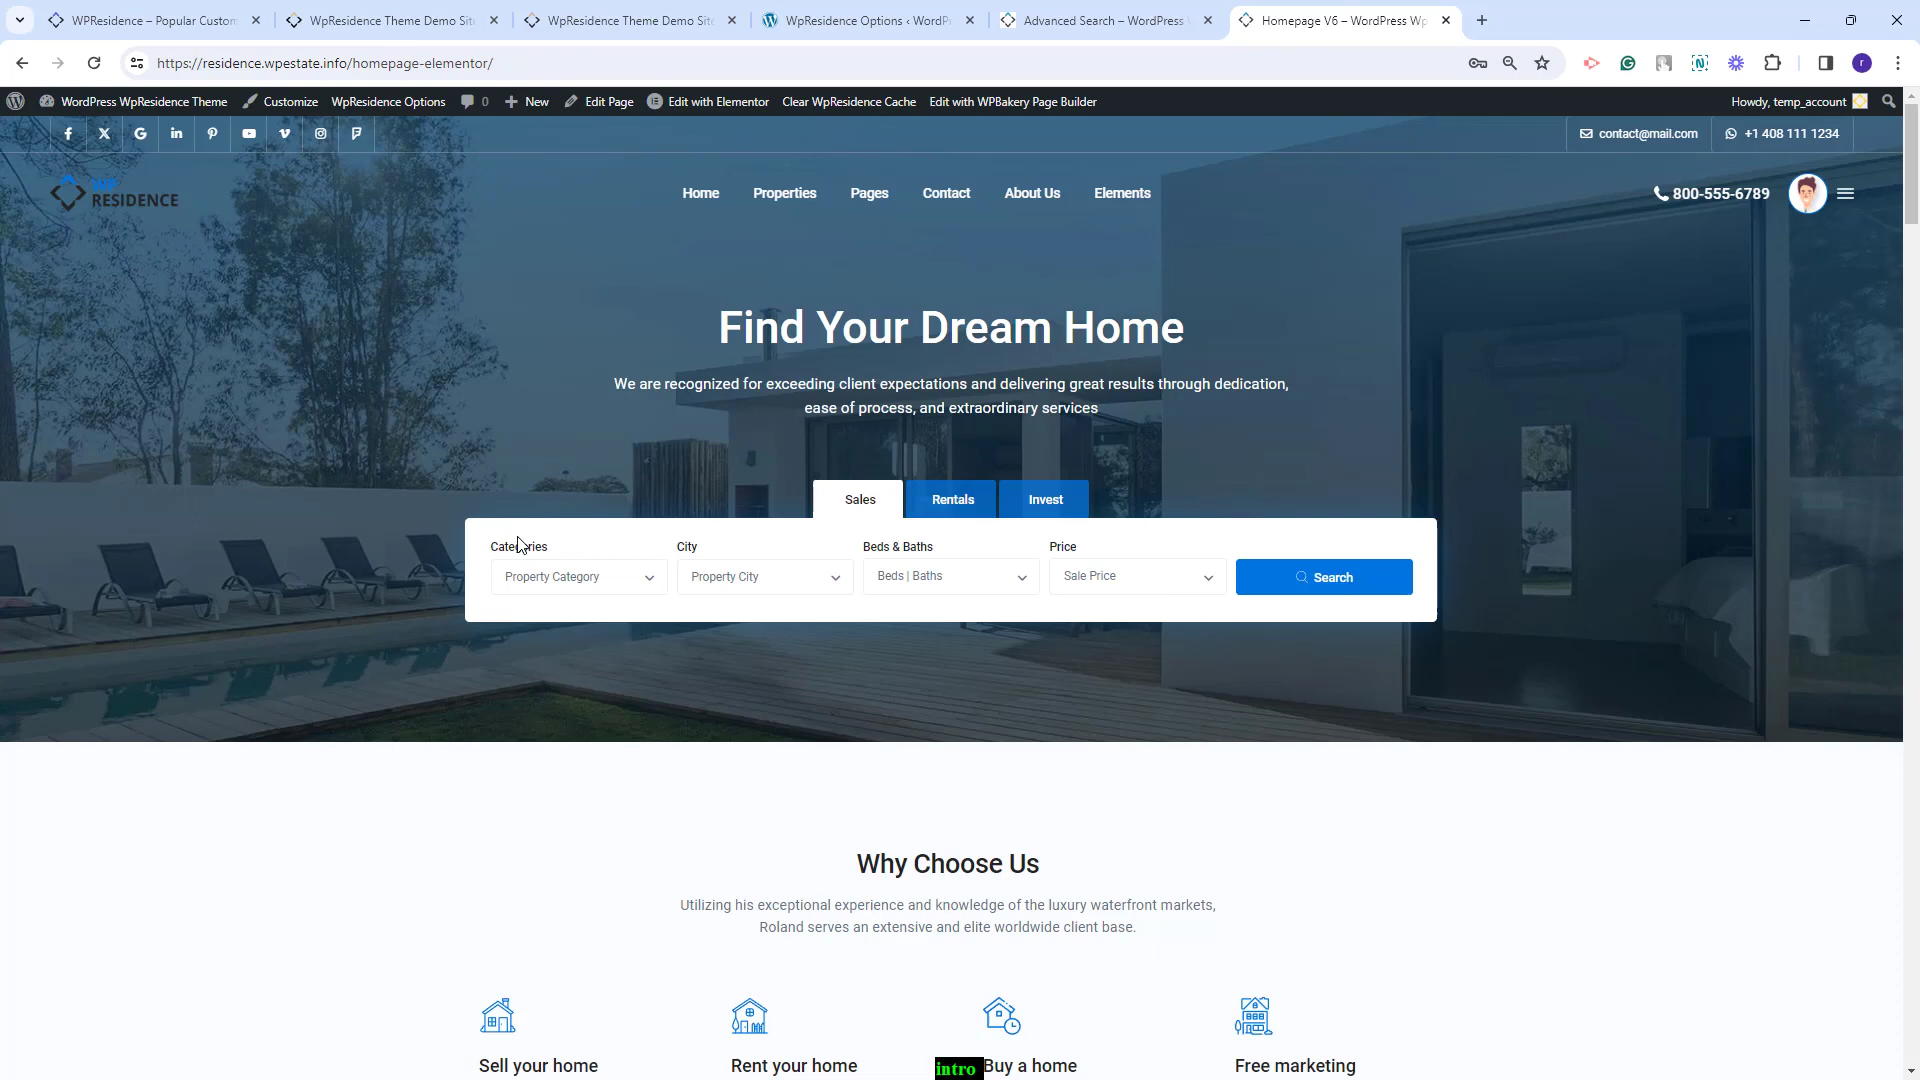 WPResidence – Popular Custom
WpResidence Theme Demo Site
WpResidence Theme Demo Site
WpResidence Options ‹ WordP
Advanced Search – WordPress
Homepage V6 – WordPress Wp
https://residence.wpestate.info/homepage-elementor/
WordPress WpResidence Theme Customize WpResidence Options 0 New Edit Page Edit with Elementor Clear WpResidence Cache Edit with WPBakery Page Builder Howdy, temp_account
contact@mail.com +1 408 111 1234
WP
RESIDENCE
Home Properties Pages Contact About Us Elements 800-555-6789
Find Your Dream Home
We are recognized for exceeding client expectations and delivering great results through dedication,
ease of process, and extraordinary services
Sales Rentals Invest
Categories City Beds & Baths Price
Property Category Property City Beds | Baths Sale Price Search
Why Choose Us
Utilizing his exceptional experience and knowledge of the luxury waterfront markets,
Roland serves an extensive and elite worldwide client base.
Sell your home Rent your home Buy a home Free marketing
intro